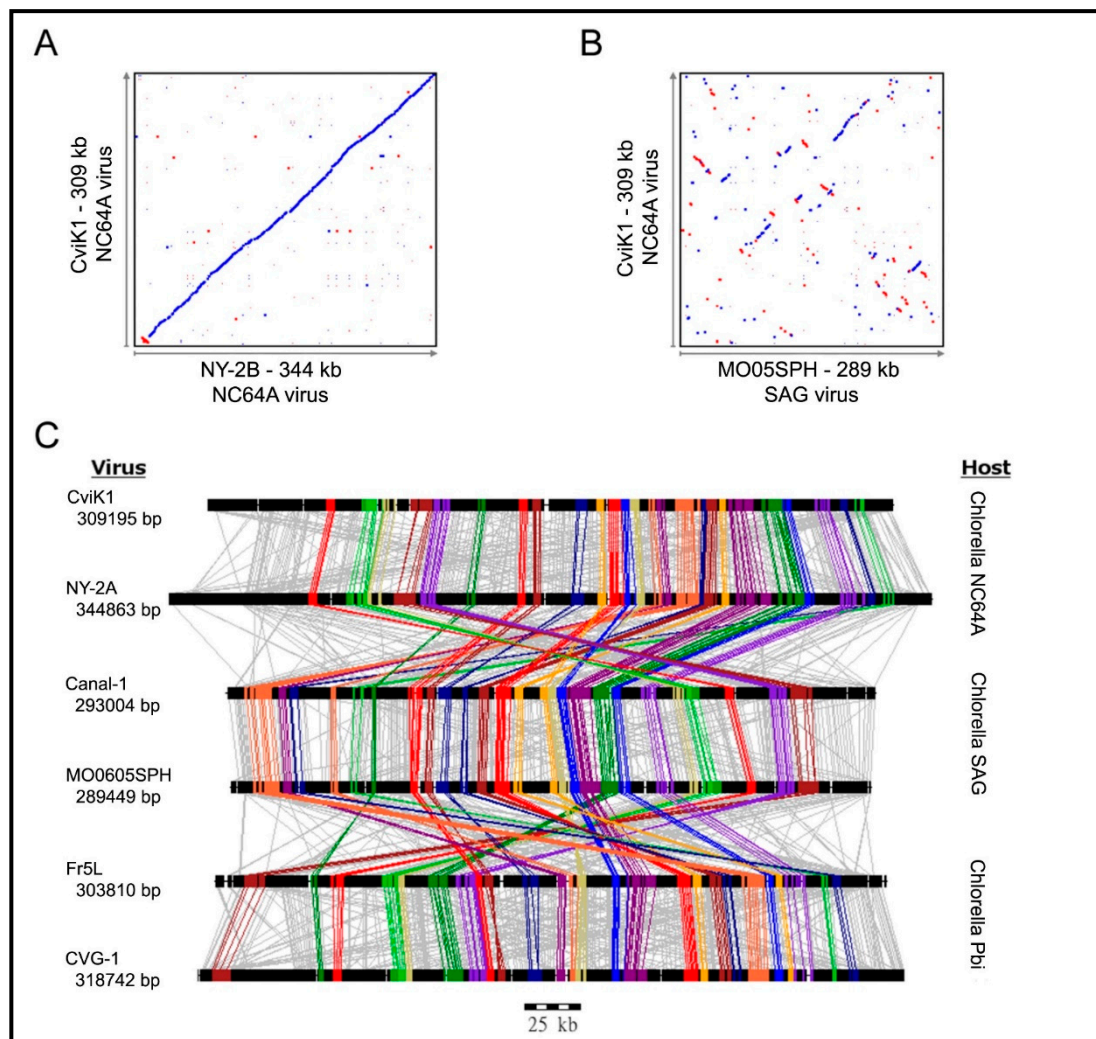 A
CviK1 - 309 kb
NC64A virus
NY-2B - 344 kb
NC64A virus
B
CviK1 - 309 kb
NC64A virus
MO05SPH - 289 kb
SAG virus
C
Virus
Host
CviK1
309195 bp
NY-2A
344863 bp
Canal-1
293004 bp
MO0605SPH
289449 bp
Fr5L
303810 bp
CVG-1
318742 bp
Chlorella NC64A
Chlorella SAG
Chlorella Pbi
25 kb